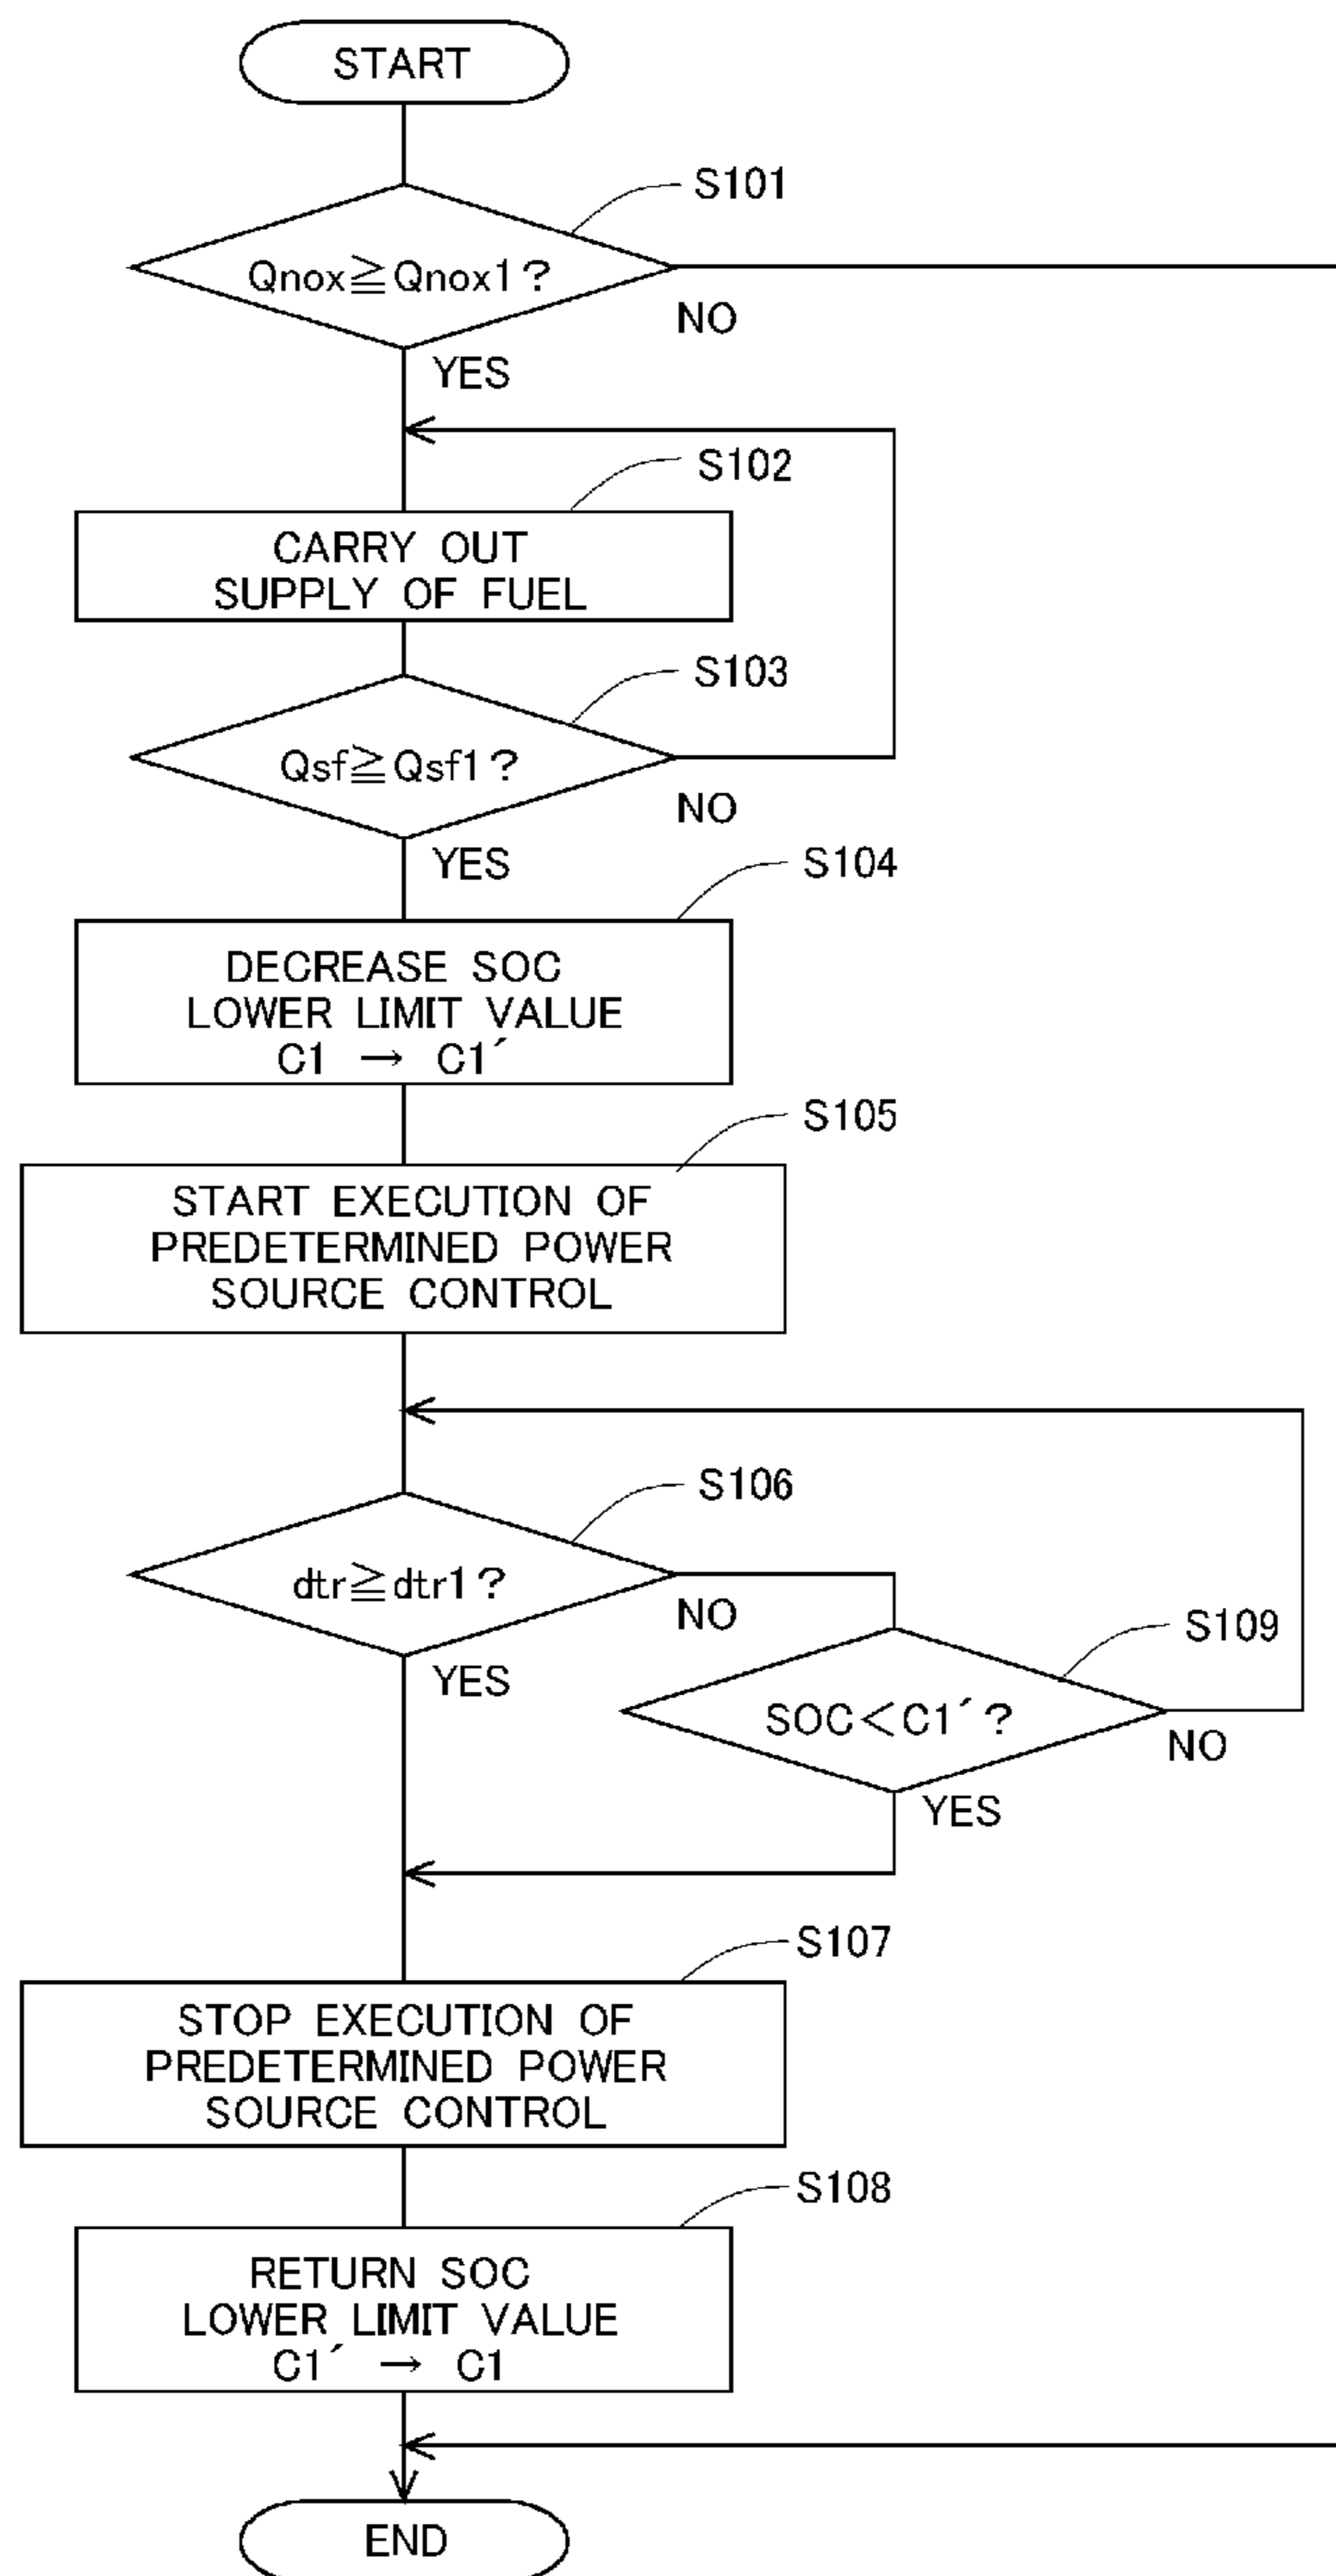 START
S101
Qnox≧Qnox1?
NO
YES
S102
CARRY OUT
SUPPLY OF FUEL
S103
Qsf≧Qsf1?
NO
YES
S104
DECREASE SOC
LOWER LIMIT VALUE
C1 → C1´
S105
START EXECUTION OF
PREDETERMINED POWER
SOURCE CONTROL
S106
dtr≧dtr1?
NO
YES
S109
SOC<C1´?
NO
YES
S107
STOP EXECUTION OF
PREDETERMINED POWER
SOURCE CONTROL
S108
RETURN SOC
LOWER LIMIT VALUE
C1´ → C1
END